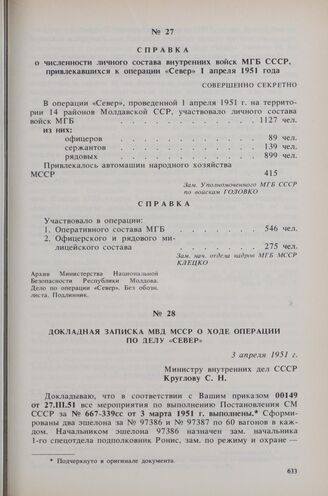 № 27
СПРАВКА
о численности личного состава внутренних войск МГБ СССР,
привлекавшихся к операции «Север» 1 апреля 1951 года
СОВЕРШЕННО СЕКРЕТНО
В операции «Север», проведенной 1 апреля 1951 г. на террито-
рии 14 районов Молдавской ССР, участвовало личного состава
войск МГБ . . . . . . . . . . . . 1127 чел.
из них:
офицеров . . . . . . . . . . 89 чел.
сержантов . . . . . . . . . . 139 чел.
рядовых . . . . . . . . . . 899 чел.
Привлекалось автомашин народного хозяйства
МССР 415
Зам. Уполномоченного МГБ СССР
по войскам ГОЛОВКО
СПРАВКА
Участвовало в операции:
1. Оперативного состава МГБ . . . . . . 546 чел.
2. Офицерского и рядового ми-
лицейского состава . . . . . . . 275 чел.
Зам. нач. отдела кадров МГБ МССР
КЛЕЦКО
Архив Министерства Национальной
Безопасности Республики Молдова.
Дело по операции «Север». Без обозн.
листа. Подлинник.
№ 28
ДОКЛАДНАЯ ЗАПИСКА МВД МССР О ХОДЕ ОПЕРАЦИИ
ПО ДЕЛУ «СЕВЕР»
3 апреля 1951 г.
Министру внутренних дел СССР
Круглову С. Н.
Докладываю, что в соответствии с Вашим приказом 00149
от 27.III.51 все мероприятия по выполнению Постановления СМ
СССР за № 667-339сс от 3 марта 1951 г. выполнены.* Сформиро-
ваны два эшелона за № 97386 и № 97387 по 60 вагонов в каж-
дом. Начальником эшелона 97386 назначен зам. начальника
1-го спецотдела подполковник Ронис, зам. по режиму и охране —
* Подчеркнуто в оригинале документа.
633